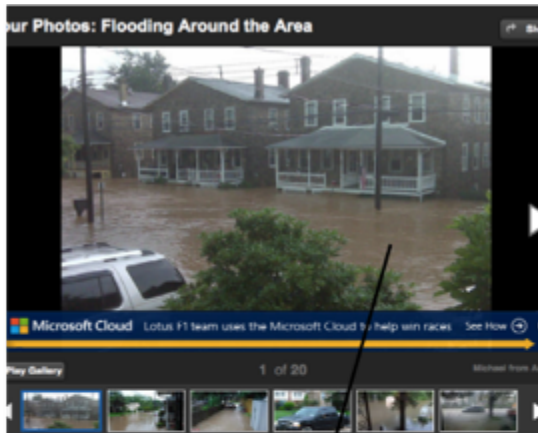 our Photos: Flooding Around the Area
Microsoft Cloud Lotus F1 team uses the Microsoft Cloud to help win races See How
Play Gallery
1 of 20
Michael from